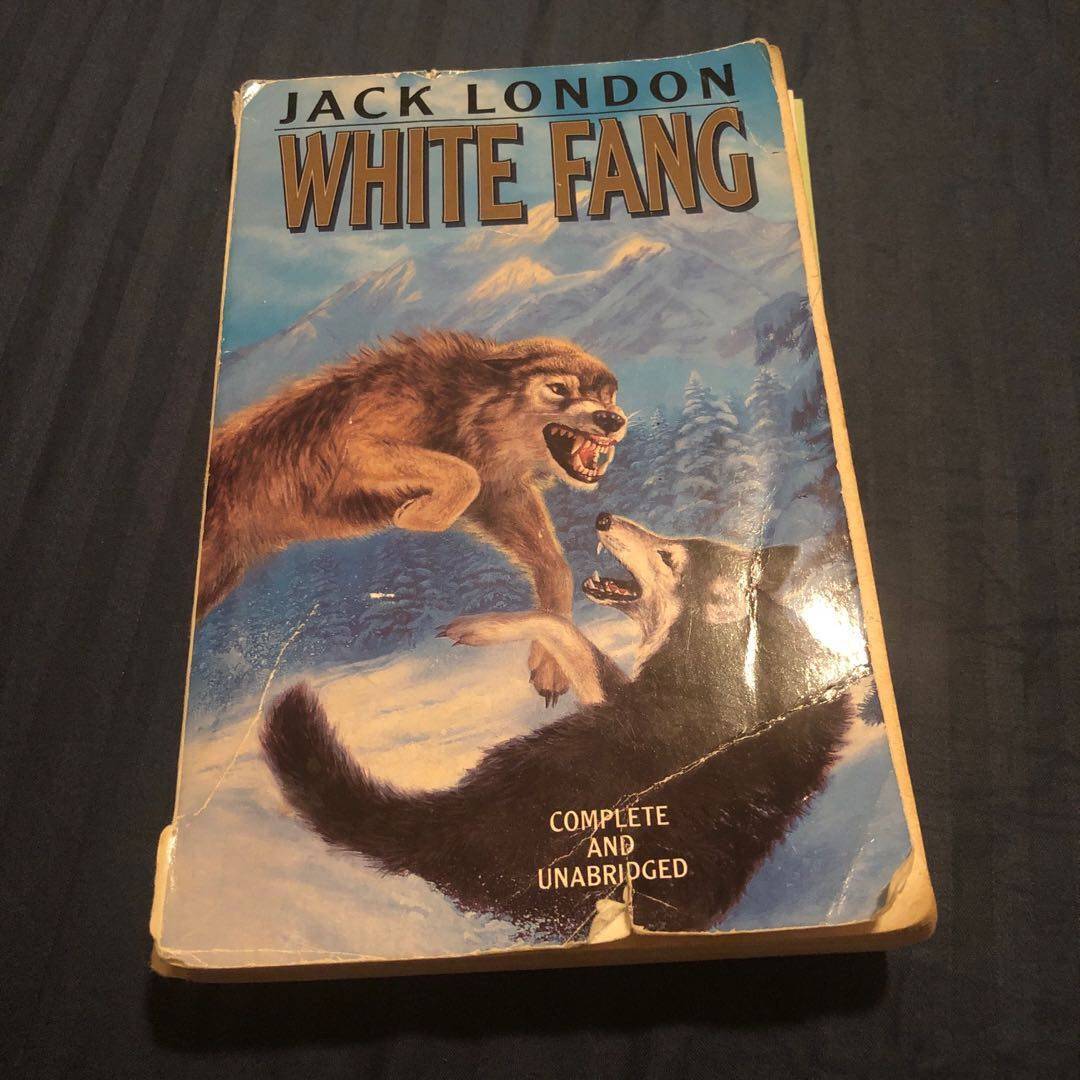 JACK LONDON
WHITE FANG
COMPLETE
AND
UNABRIDGED